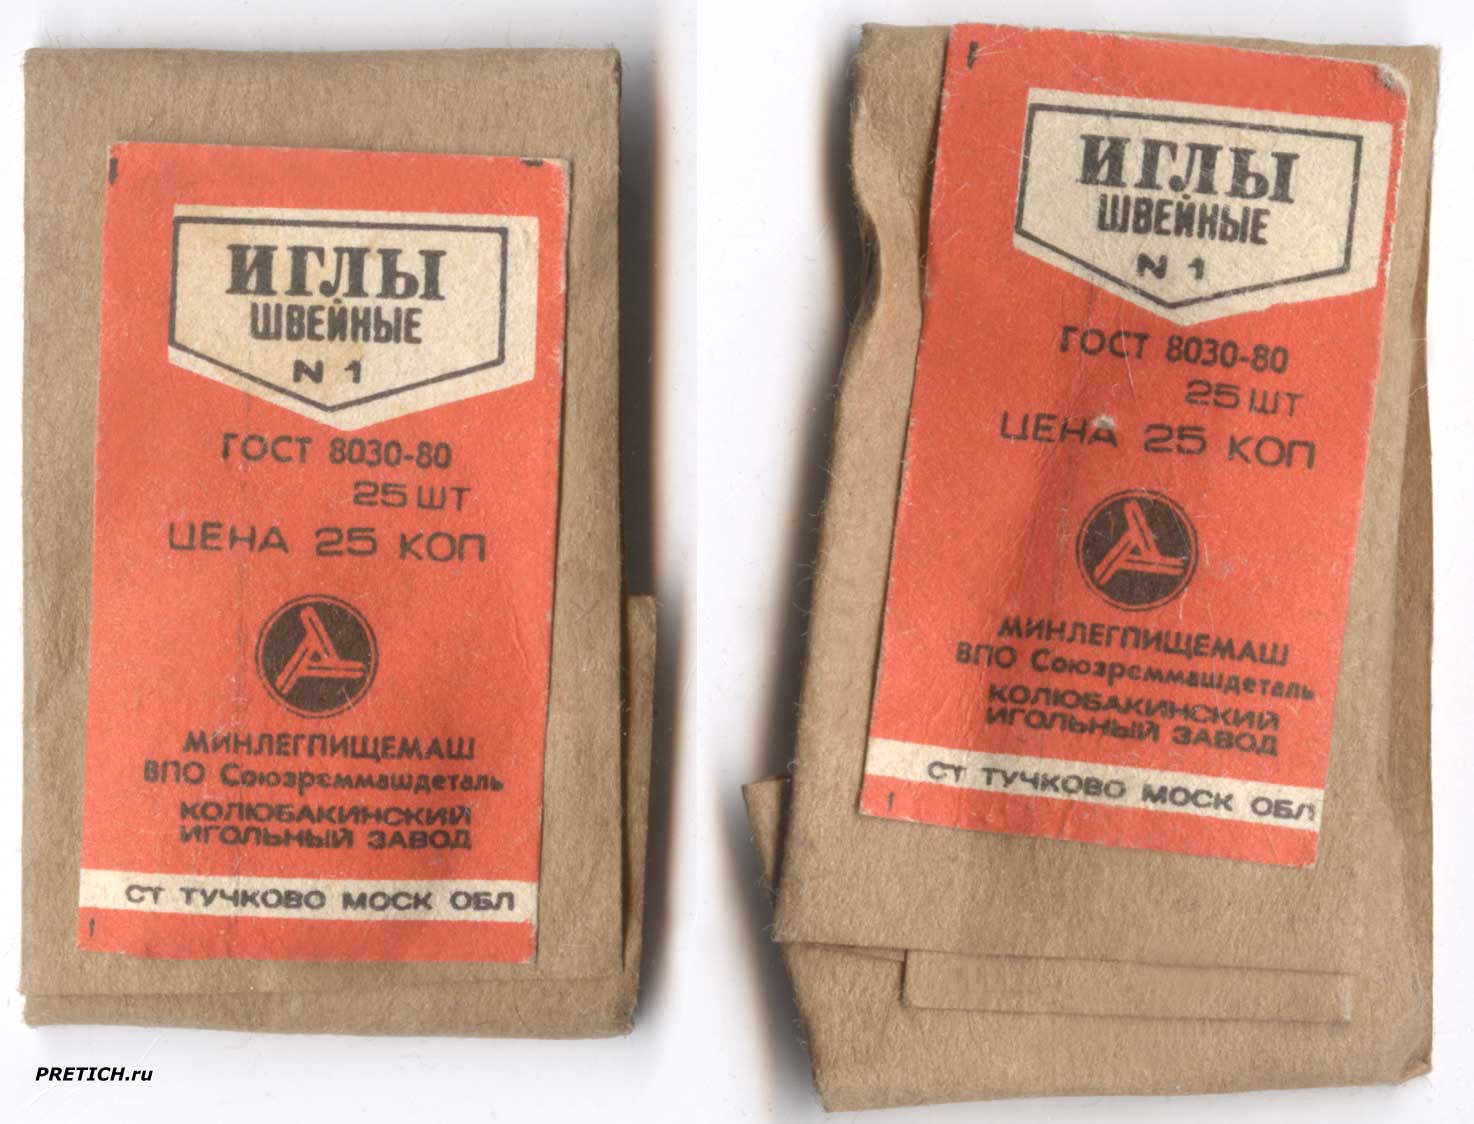 ИГЛЫ
ШВЕЙНЫЕ
N 1
ГОСТ 8030-80
25 ШТ
ЦЕНА 25 КОП
МИНЛЕГПИЩЕМАШ
ВПО Союзреммашдеталь
КОЛЮБАКИНСКИЙ
ИГОЛЬНЫЙ ЗАВОД
СТ ТУЧКОВО МОСК ОБЛ
ИГЛЫ
ШВЕЙНЫЕ
N 1
ГОСТ 8030-80
25 ШТ
ЦЕНА 25 КОП
МИНЛЕГПИЩЕМАШ
ВПО Союзреммашдеталь
КОЛЮБАКИНСКИЙ
ИГОЛЬНЫЙ ЗАВОД
СТ ТУЧКОВО МОСК ОБЛ
PRETICH.ru